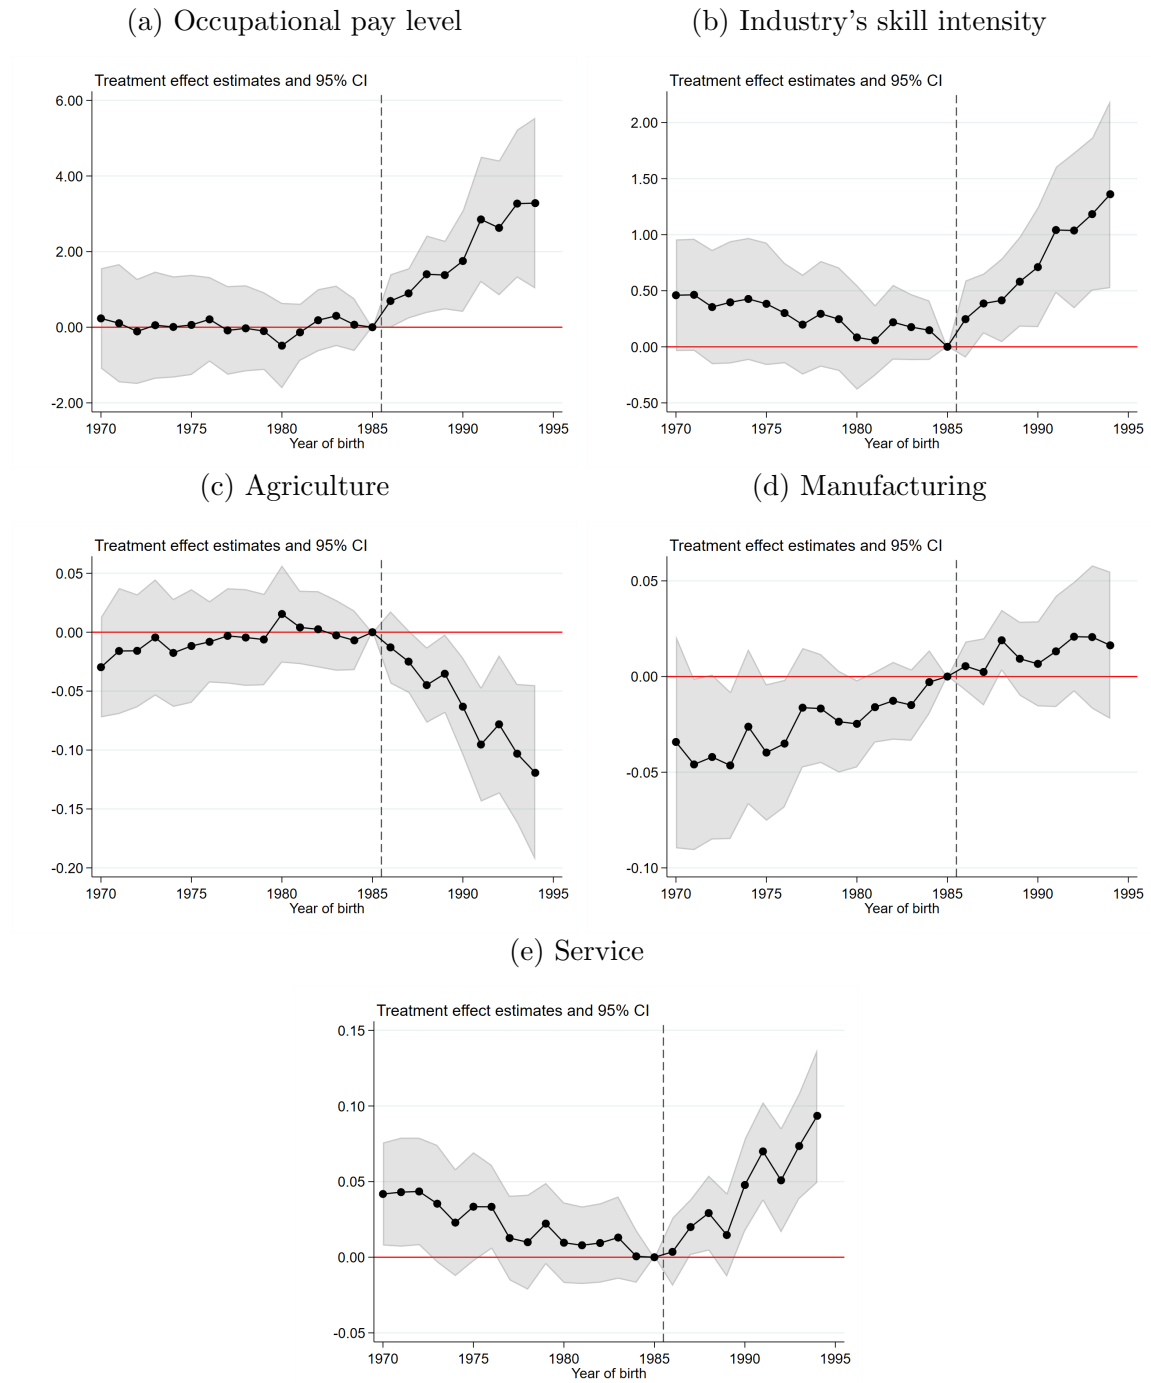 (a) Occupational pay level
Treatment effect estimates and 95% CI
6.00
4.00
2.00
0.00
-2.00
1970 1975 1980 1985 1990 1995
Year of birth
(b) Industry's skill intensity
Treatment effect estimates and 95% CI
2.00
1.50
1.00
0.50
0.00
-0.50
1970 1975 1980 1985 1990 1995
Year of birth
(c) Agriculture
Treatment effect estimates and 95% CI
0.05
0.00
-0.05
-0.10
-0.15
-0.20
1970 1975 1980 1985 1990 1995
Year of birth
(d) Manufacturing
Treatment effect estimates and 95% CI
0.05
0.00
-0.05
-0.10
1970 1975 1980 1985 1990 1995
Year of birth
(e) Service
Treatment effect estimates and 95% CI
0.15
0.10
0.05
0.00
-0.05
1970 1975 1980 1985 1990 1995
Year of birth